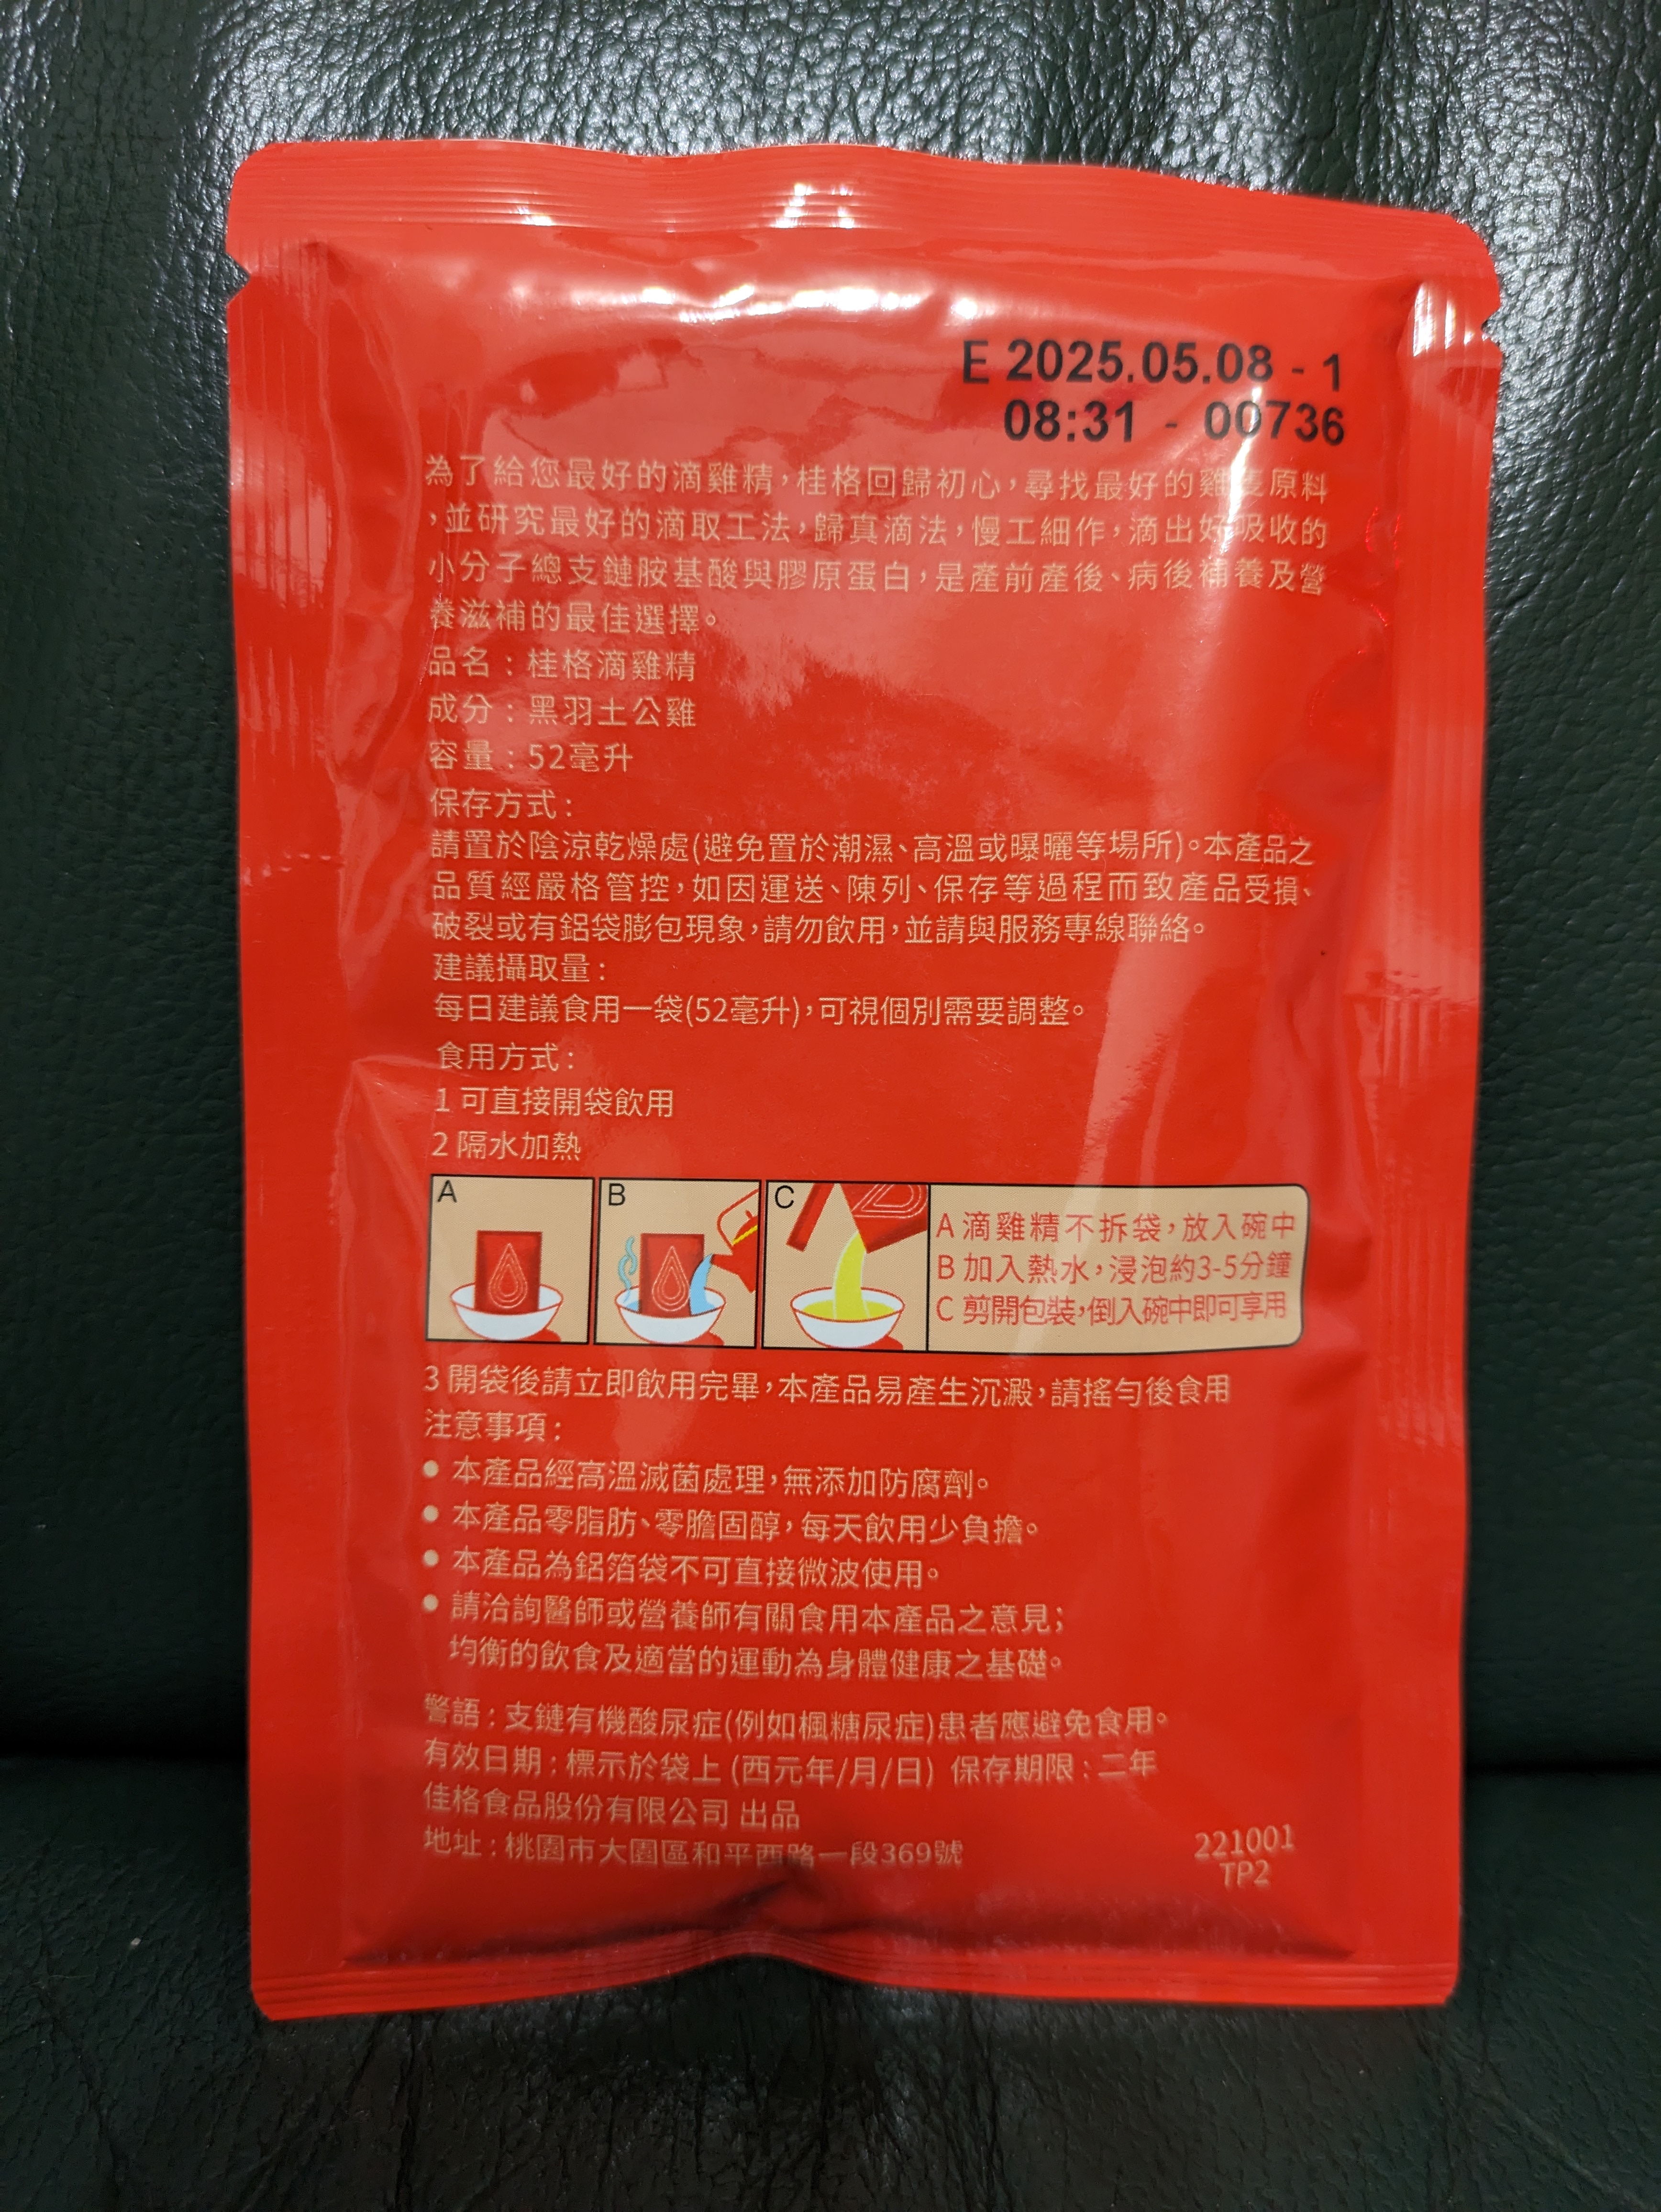 E 2025.05.08 - 1
08:31 - 00736
為了給您最好的滴雞精，桂格回歸初心，尋找最好的雞隻原料
，並研究最好的滴取工法，歸真滴法，慢工細作，滴出好吸收的
小分子總支鏈胺基酸與膠原蛋白，是產前產後、病後補養及營
養滋補的最佳選擇。
品名：桂格滴雞精
成分：黑羽土公雞
容量：52毫升
保存方式：
請置於陰涼乾燥處(避免置於潮濕、高溫或曝曬等場所)。本產品之
品質經嚴格管控，如因運送、陳列、保存等過程而致產品受損、
破裂或有鋁袋膨包現象，請勿飲用，並請與服務專線聯絡。
建議攝取量：
每日建議食用一袋(52毫升)，可視個別需要調整。
食用方式：
1 可直接開袋飲用
2 隔水加熱
A
B
C
A 滴雞精不拆袋，放入碗中
B 加入熱水，浸泡約3-5分鐘
C 剪開包裝，倒入碗中即可享用
3 開袋後請立即飲用完畢，本產品易產生沉澱，請搖勻後食用
注意事項：
● 本產品經高溫滅菌處理，無添加防腐劑。
● 本產品零脂肪、零膽固醇，每天飲用少負擔。
● 本產品為鋁箔袋不可直接微波使用。
● 請洽詢醫師或營養師有關食用本產品之意見；
均衡的飲食及適當的運動為身體健康之基礎。
警語：支鏈有機酸尿症(例如楓糖尿症)患者應避免食用。
有效日期：標示於袋上 (西元年/月/日) 保存期限：二年
佳格食品股份有限公司 出品
地址：桃園市大園區和平西路一段369號
221001
TP2